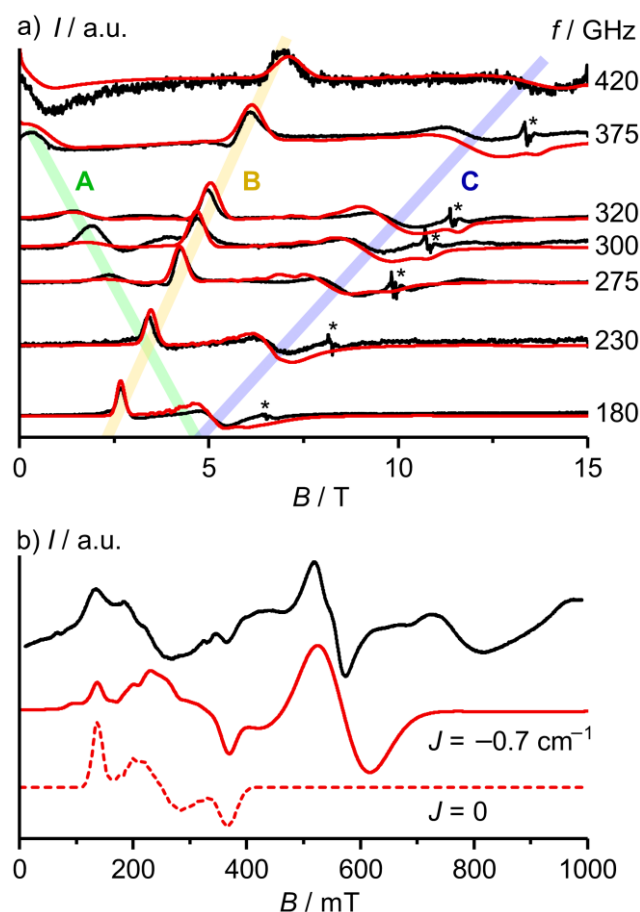 a) I / a.u. f / GHz
420
375
*
A B C
320
*
300
*
275
*
230
*
180
*
0 5 10 15
B / T
b) I / a.u.
J = −0.7 cm⁻¹
J = 0
0 200 400 600 800 1000
B / mT